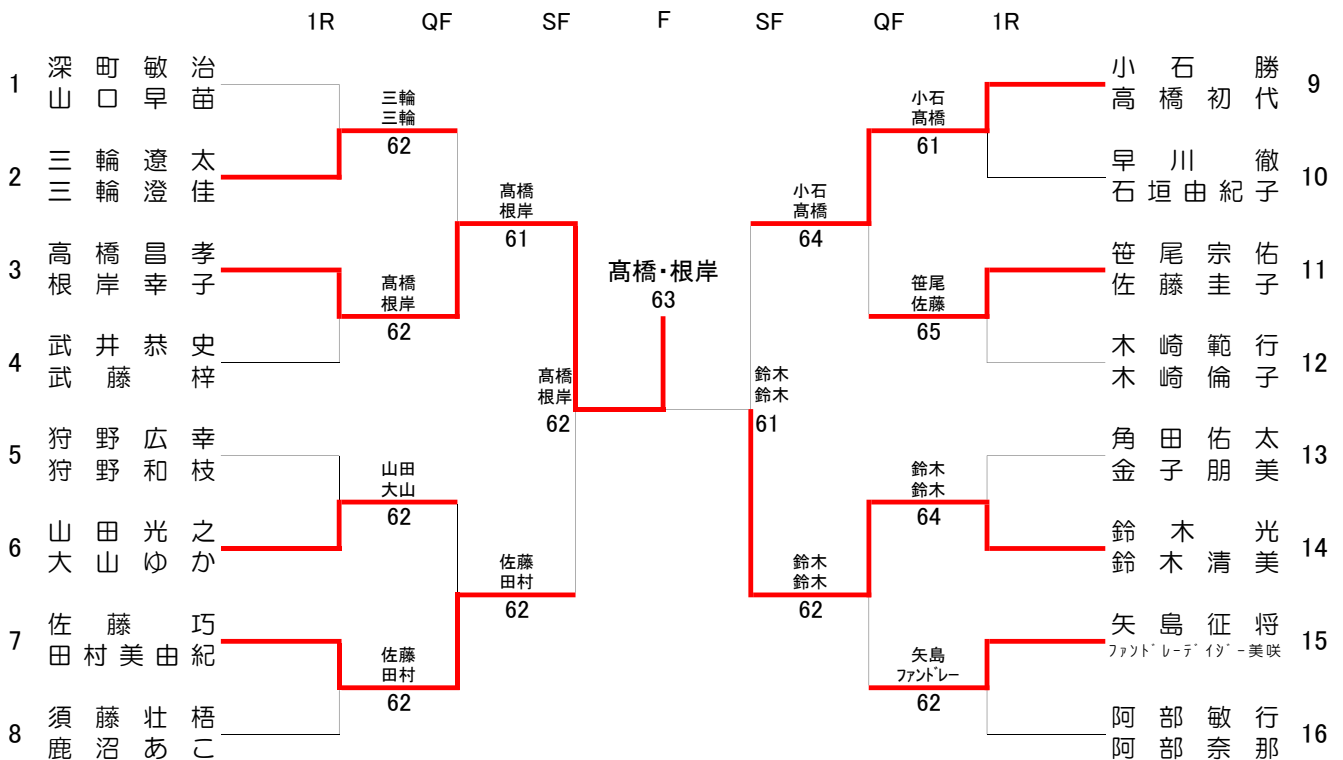 1R QF SF F SF QF 1R
1 深町敏治
山口早苗
2 三輪遼太
三輪澄佳
3 高橋昌孝
根岸幸子
4 武井恭史
武藤梓
5 狩野広幸
狩野和枝
6 山田光之
大山ゆか
7 佐藤巧
田村美由紀
8 須藤壮梧
鹿沼あこ
三輪
三輪
62
髙橋
根岸
62
山田
大山
62
佐藤
田村
62
髙橋
根岸
61
佐藤
田村
62
髙橋
根岸
62
髙橋・根岸
63
鈴木
鈴木
61
小石
髙橋
64
鈴木
鈴木
62
小石
髙橋
61
笹尾
佐藤
65
鈴木
鈴木
64
矢島
ファンドレー
62
小石勝 9
高橋初代
早川徹 10
石垣由紀子
笹尾宗佑 11
佐藤圭子
木崎範行 12
木崎倫子
角田佑太 13
金子朋美
鈴木光 14
鈴木清美
矢島征将 15
ファンドレーデイジー美咲
阿部敏行 16
阿部奈那